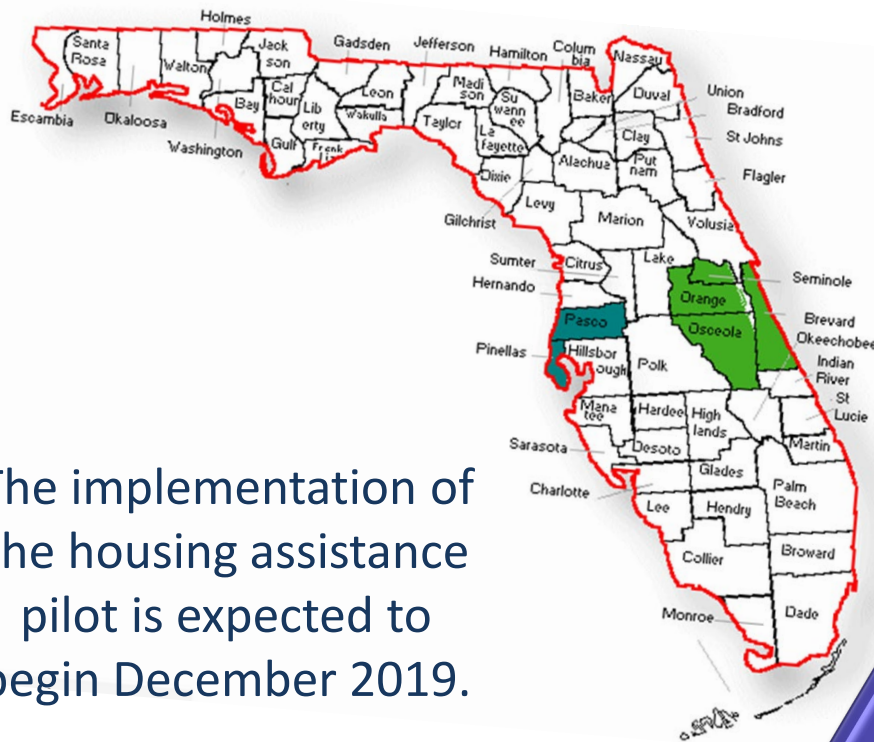 Holmes
Santa
Rosa
Walton
Jack
son
Gadsden
Jefferson
Hamilton
Colum
bia
Nassau
Escambia
Okaloosa
Washington
Bay
Cal
hour
Gulf
Lib
erty
Leon
Wakulla
Taylor
Madi
son
Su
wann
ee
La
fayette
Dixie
Baker
Duval
Union
Bradford
Clay
St Johns
Alachua
Put
nam
Flagler
Gilchrist
Levy
Marion
Volusia
Sumter
Citrus
Lake
Hernando
Seminole
Orange
Pasco
Osceola
Brevard
Okeechobee
Pinellas
Hillsbor
ough
Polk
Indian
River
St
Lucie
Mana
tee
Hardee
High
lands
Sarasota
Desoto
Martin
Charlotte
Glades
Lee
Hendry
Palm
Beach
Collier
Broward
Monroe
Dade
The implementation of
the housing assistance
pilot is expected to
begin December 2019.